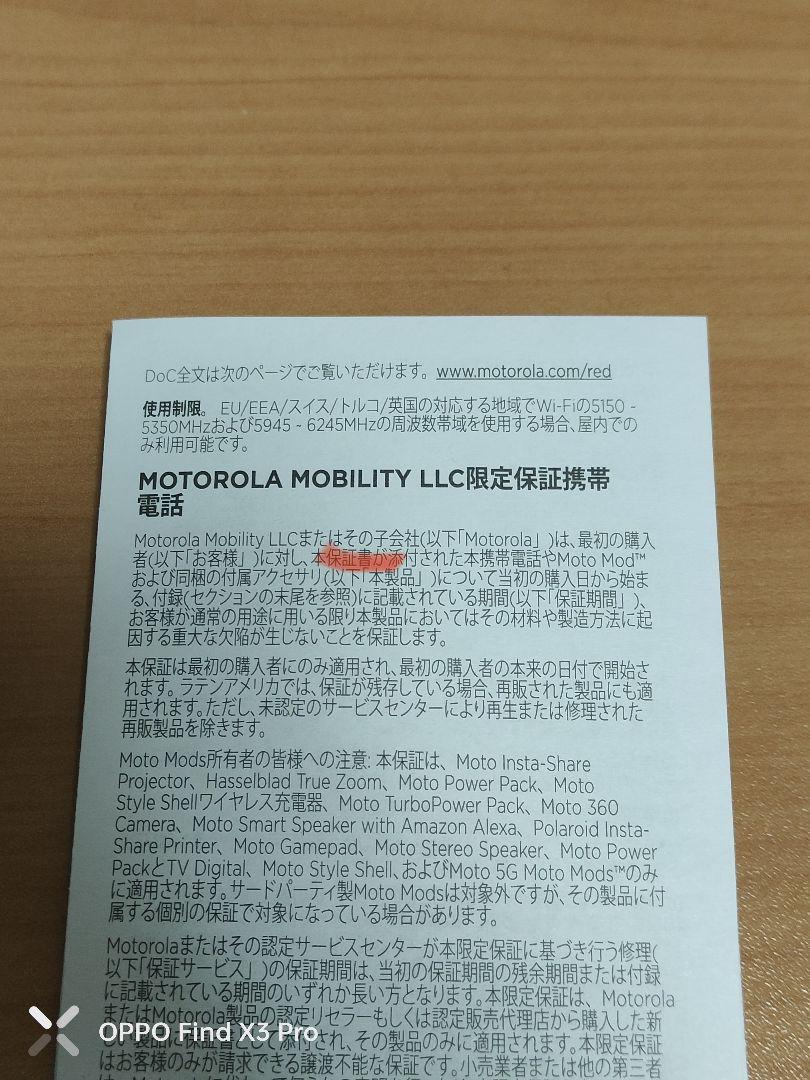 DoC全文は次のページでご覧いただけます。www.motorola.com/red
使用制限。 EU/EEA/スイス/トルコ/英国の対応する地域でWi-Fiの5150 -
5350MHzおよび5945 - 6245MHzの周波数帯域を使用する場合、屋内での
み利用可能です。
MOTOROLA MOBILITY LLC限定保証携帯
電話
Motorola Mobility LLCまたはその子会社(以下「Motorola」)は、最初の購入
者(以下「お客様」)に対し、本保証書が添付された本携帯電話やMoto Mod™
および同梱の付属アクセサリ(以下「本製品」)について当初の購入日から始ま
る、付録(セクションの末尾を参照)に記載されている期間(以下「保証期間」)、
お客様が通常の用途に用いる限り本製品においてはその材料や製造方法に起
因する重大な欠陥が生じないことを保証します。
本保証は最初の購入者にのみ適用され、最初の購入者の本来の日付で開始さ
れます。ラテンアメリカでは、保証が残存している場合、再販された製品にも適
用されます。ただし、未認定のサービスセンターにより再生または修理された
再販製品を除きます。
Moto Mods所有者の皆様への注意: 本保証は、Moto Insta-Share
Projector、Hasselblad True Zoom、Moto Power Pack、Moto
Style Shellワイヤレス充電器、Moto TurboPower Pack、Moto 360
Camera、Moto Smart Speaker with Amazon Alexa、Polaroid Insta-
Share Printer、Moto Gamepad、Moto Stereo Speaker、Moto Power
PackとTV Digital、Moto Style Shell、およびMoto 5G Moto Mods™のみ
に適用されます。サードパーティ製Moto Modsは対象外ですが、その製品に付
属する個別の保証で対象になっている場合があります。
Motorolaまたはその認定サービスセンターが本限定保証に基づき行う修理(
以下「保証サービス」)の保証期間は、当初の保証期間の残余期間または付録
に記載されている期間のいずれか長い方となります。本限定保証は、Motorola
またはMotorola製品の認定リセラーもしくは認定販売代理店から購入した新
しい製品に保証書として添付され、その製品のみに適用されます。本限定保証
はお客様のみが請求できる譲渡不能な保証です。小売業者または他の第三者
OPPO Find X3 Pro